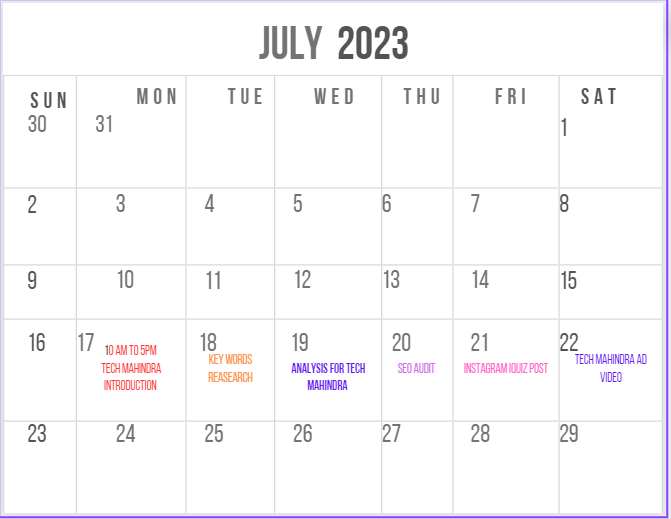 JULY 2023
SUN MON TUE WED THU FRI SAT
30 31 1
2 3 4 5 6 7 8
9 10 11 12 13 14 15
16 17 18 19 20 21 22
10 AM TO 5PM
TECH MAHINDRA
INTRODUCTION
KEY WORDS
REASEARCH
ANALYSIS FOR TECH
MAHINDRA
SEO AUDIT
INSTAGRAM IQUIZ POST
TECH MAHINDRA AD
VIDEO
23 24 25 26 27 28 29